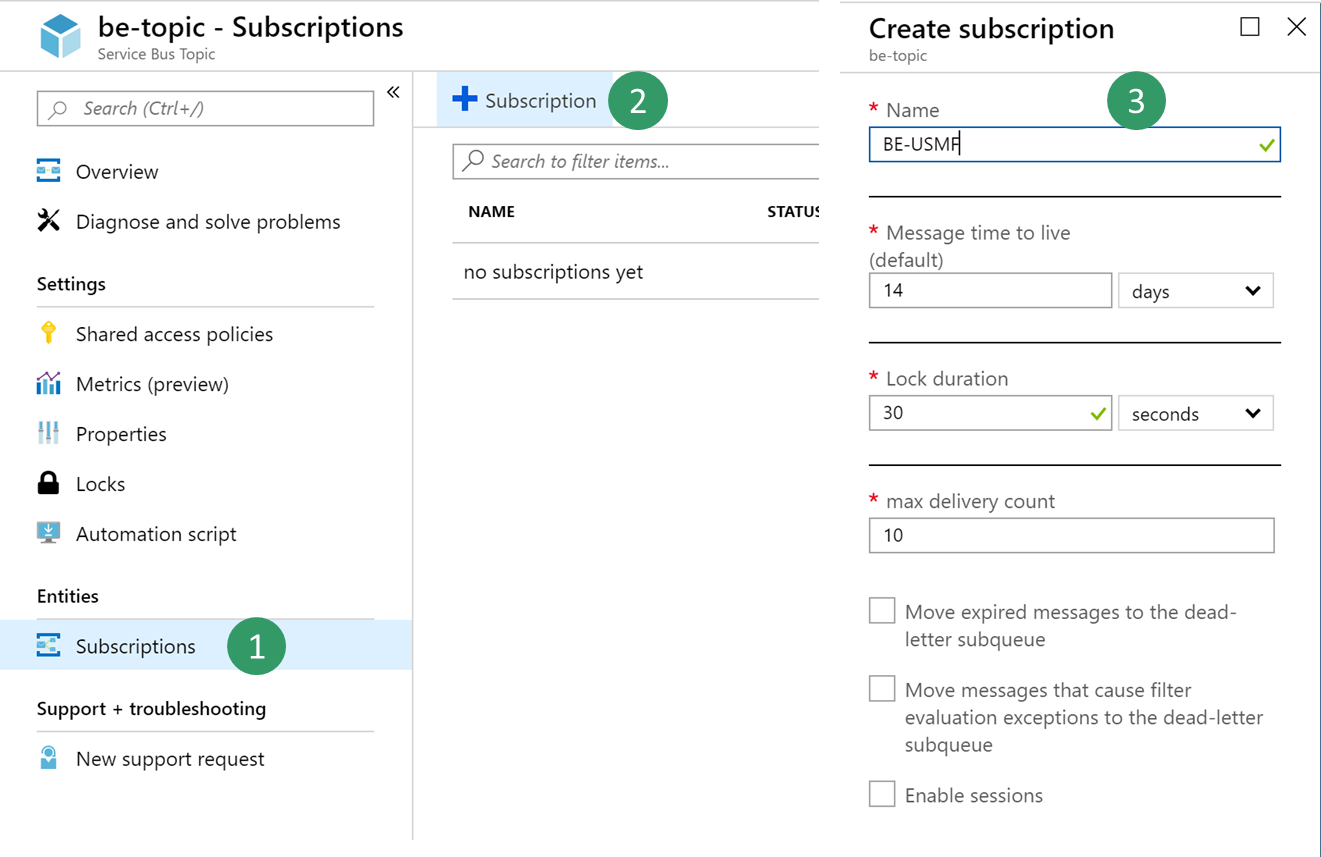 be-topic - Subscriptions
Service Bus Topic
Search (Ctrl+/)
«
Overview
Diagnose and solve problems
Settings
Shared access policies
Metrics (preview)
Properties
Locks
Automation script
Entities
Subscriptions
1
Support + troubleshooting
New support request
Subscription
2
Search to filter items...
NAME STATUS
no subscriptions yet
Create subscription
be-topic
3
* Name
BE-USMF
* Message time to live
(default)
14 days
* Lock duration
30 seconds
* max delivery count
10
Move expired messages to the dead-
letter subqueue
Move messages that cause filter
evaluation exceptions to the dead-letter
subqueue
Enable sessions